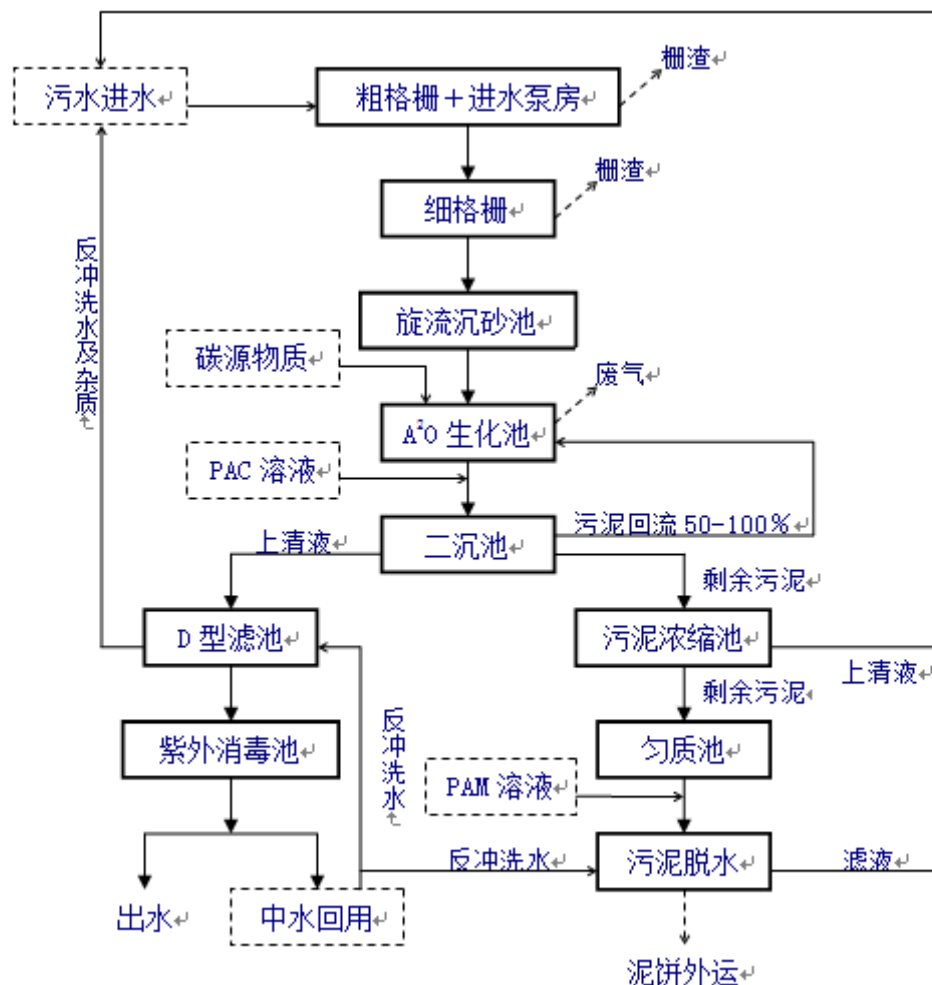 污水进水
粗格栅＋进水泵房
栅渣
细格栅
栅渣
反冲洗水及杂质
旋流沉砂池
碳源物质
废气
A²O 生化池
PAC 溶液
上清液
二沉池
污泥回流 50-100％
剩余污泥
D 型滤池
污泥浓缩池
上清液
剩余污泥
反冲洗水
紫外消毒池
匀质池
PAM 溶液
反冲洗水
污泥脱水
滤液
出水
中水回用
泥饼外运